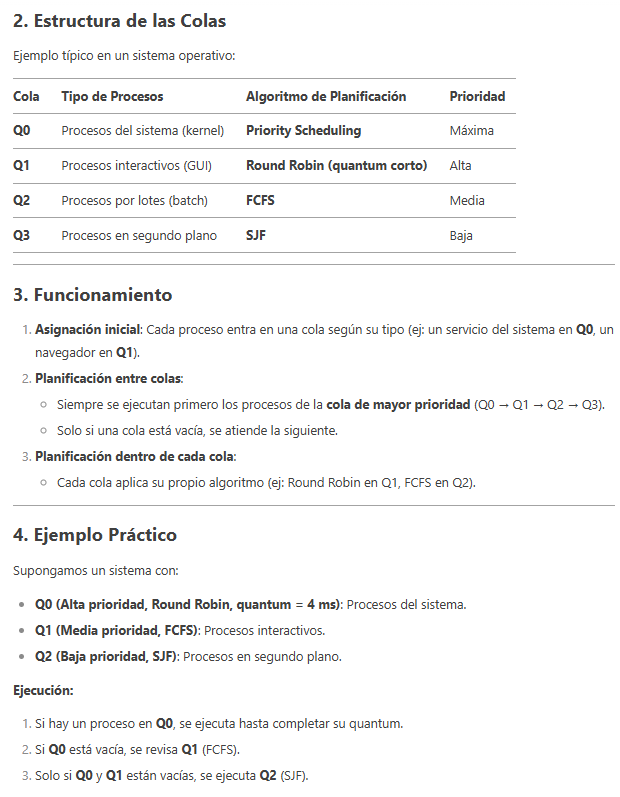 2. Estructura de las Colas
Ejemplo típico en un sistema operativo:
Cola Tipo de Procesos Algoritmo de Planificación Prioridad
Q0 Procesos del sistema (kernel) Priority Scheduling Máxima
Q1 Procesos interactivos (GUI) Round Robin (quantum corto) Alta
Q2 Procesos por lotes (batch) FCFS Media
Q3 Procesos en segundo plano SJF Baja
3. Funcionamiento
1. Asignación inicial: Cada proceso entra en una cola según su tipo (ej: un servicio del sistema en Q0, un
navegador en Q1).
2. Planificación entre colas:
○ Siempre se ejecutan primero los procesos de la cola de mayor prioridad (Q0 → Q1 → Q2 → Q3).
○ Solo si una cola está vacía, se atiende la siguiente.
3. Planificación dentro de cada cola:
○ Cada cola aplica su propio algoritmo (ej: Round Robin en Q1, FCFS en Q2).
4. Ejemplo Práctico
Supongamos un sistema con:
• Q0 (Alta prioridad, Round Robin, quantum = 4 ms): Procesos del sistema.
• Q1 (Media prioridad, FCFS): Procesos interactivos.
• Q2 (Baja prioridad, SJF): Procesos en segundo plano.
Ejecución:
1. Si hay un proceso en Q0, se ejecuta hasta completar su quantum.
2. Si Q0 está vacía, se revisa Q1 (FCFS).
3. Solo si Q0 y Q1 están vacías, se ejecuta Q2 (SJF).